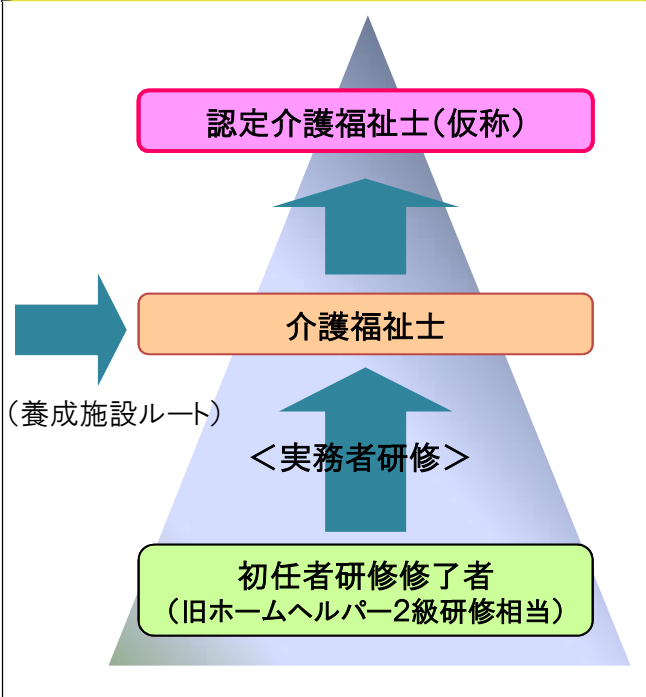 認定介護福祉士(仮称)
介護福祉士
(養成施設ルート)
<実務者研修>
初任者研修修了者
(旧ホームヘルパー2級研修相当)